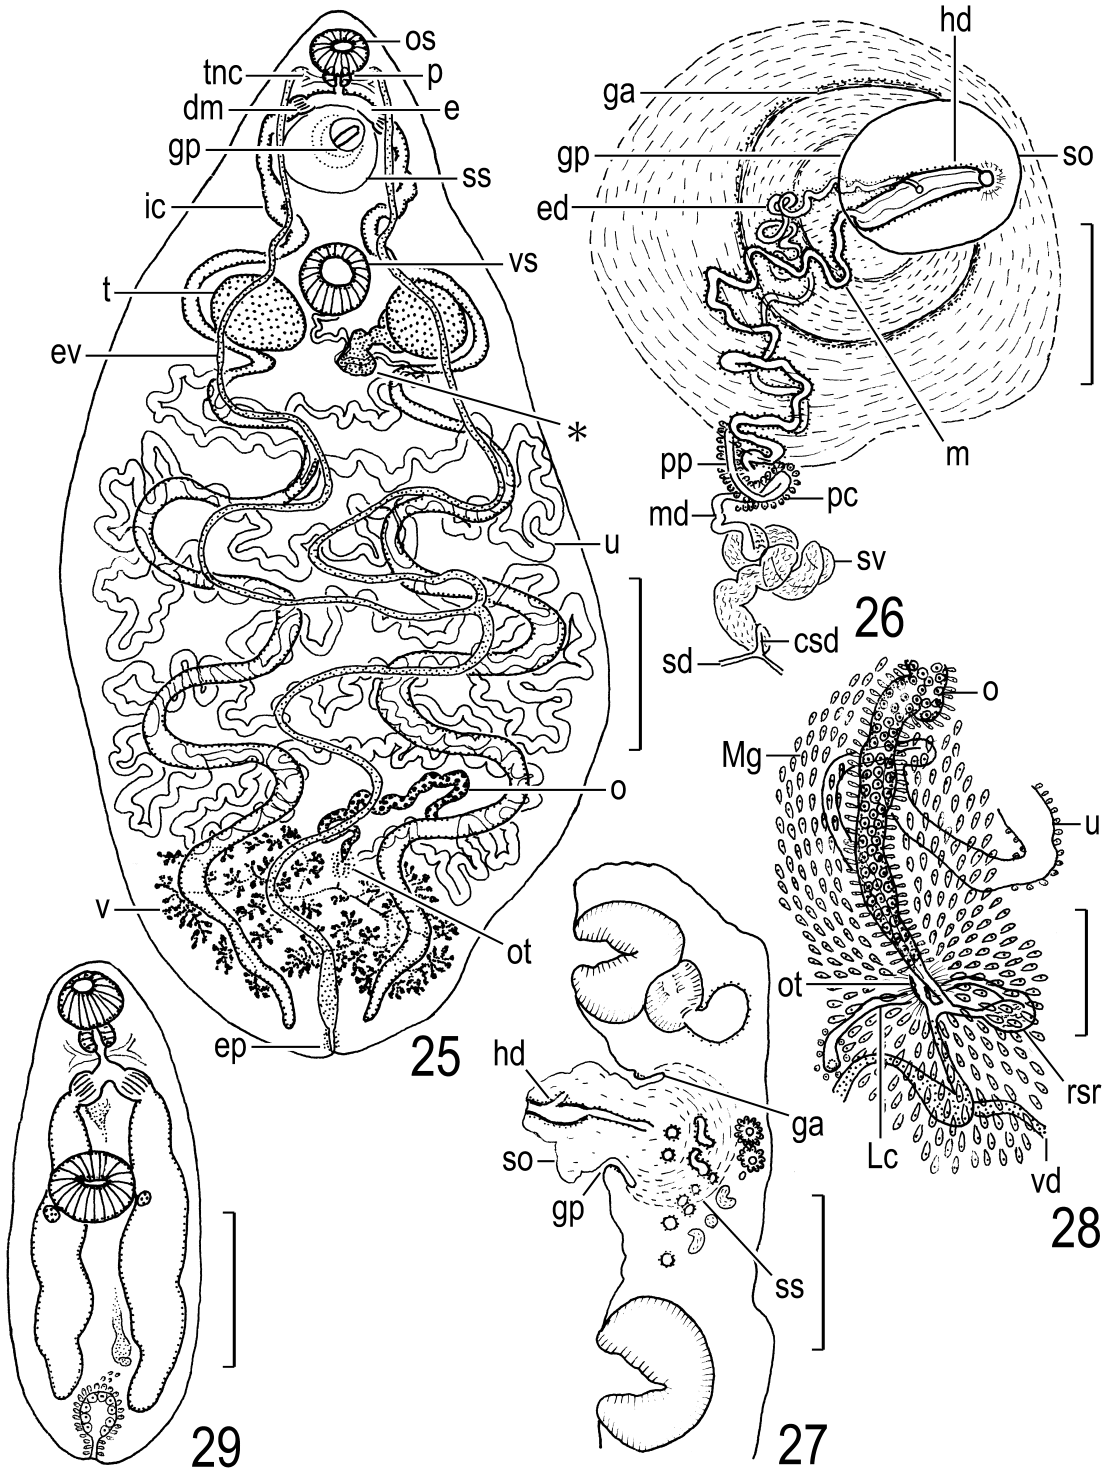 os
tnc
p
dm
e
gp
ss
ic
vs
t
ev
*
u
o
v
ot
ep
25
hd
ga
gp
so
ed
m
pp
pc
md
sv
csd
sd
26
o
Mg
u
ot
rsr
Lc
vd
28
hd
ga
so
gp
ss
27
29